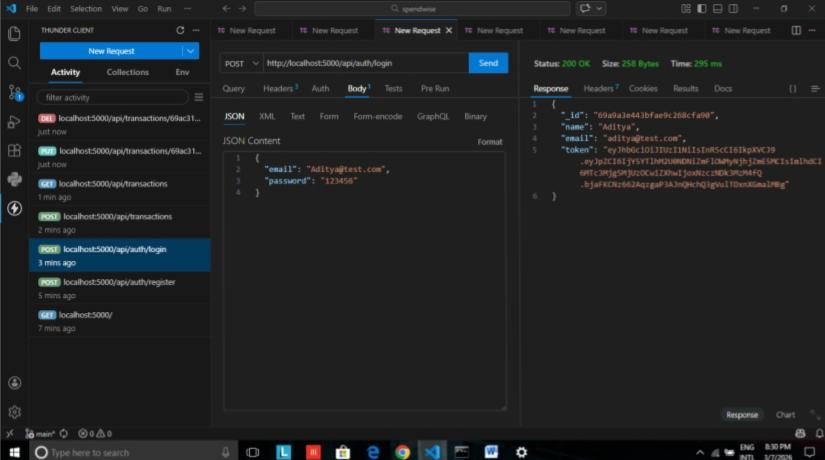 File Edit Selection View Go Run ...
spendwise
THUNDER CLIENT
New Request
Activity Collections Env
filter activity
DEL localhost:5000/api/transactions/69ac31...
just now
PUT localhost:5000/api/transactions/69ac31...
just now
GET localhost:5000/api/transactions
1 min ago
POST localhost:5000/api/transactions
2 mins ago
POST localhost:5000/api/auth/login
3 mins ago
POST localhost:5000/api/auth/register
5 mins ago
GET localhost:5000/
7 mins ago
TC New Request TC New Request TC New Request TC New Request TC New Request TC New Request TC New Request
POST http://localhost:5000/api/auth/login Send
Query Headers 3 Auth Body 1 Tests Pre Run
JSON XML Text Form Form-encode GraphQL Binary
JSON Content Format
1 {
2 "email": "Aditya@test.com",
3 "password": "123456"
4 }
Status: 200 OK Size: 258 Bytes Time: 295 ms
Response Headers 7 Cookies Results Docs {}
1 {
2 "_id": "69a9a3e443bfae9c268cfa90",
3 "name": "Aditya",
4 "email": "aditya@test.com",
5 "token":
6 }
Response Chart
main* 0 0
Type here to search
ENG 8:30 PM
INTL 3/7/2026